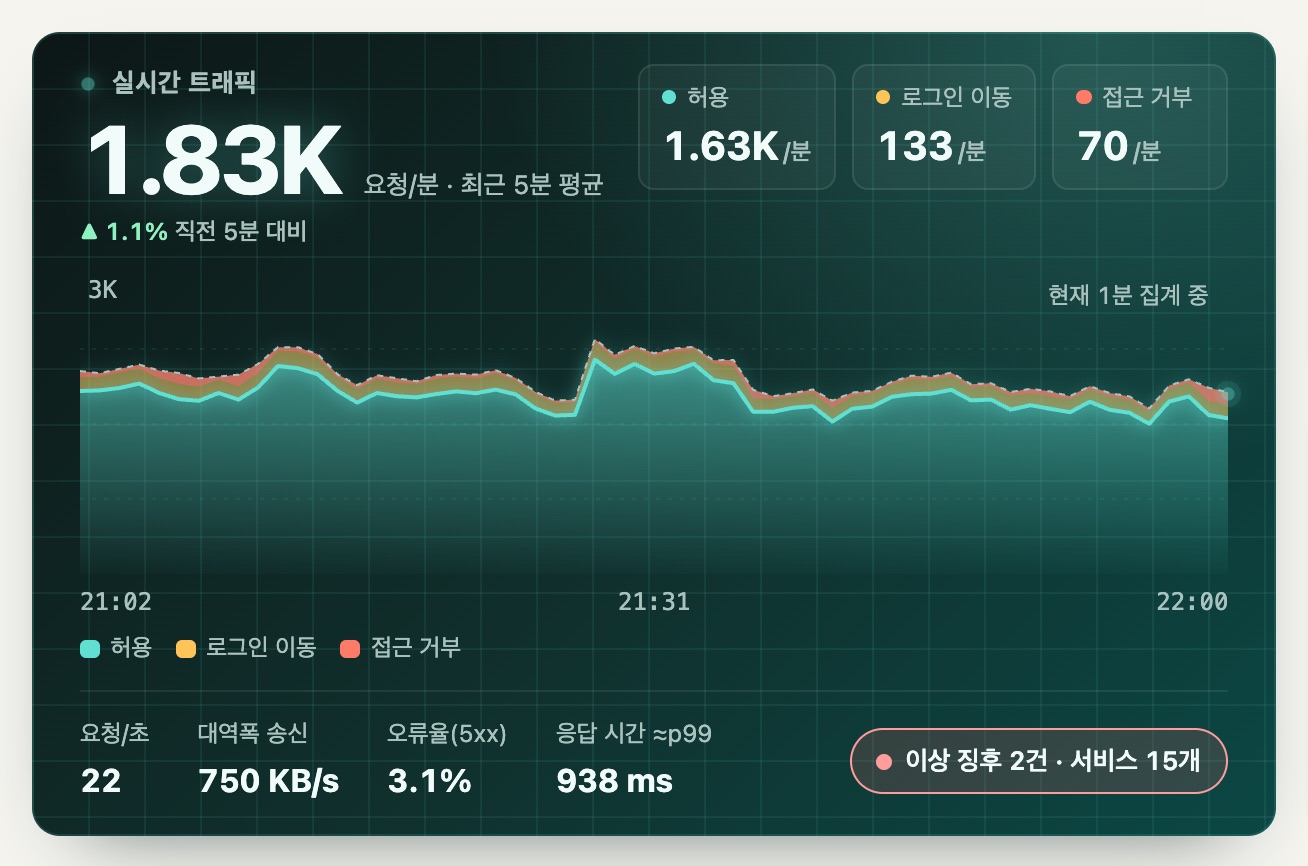 실시간 트래픽
1.83K 요청/분 · 최근 5분 평균
▲ 1.1% 직전 5분 대비
허용
1.63K /분
로그인 이동
133 /분
접근 거부
70 /분
3K
현재 1분 집계 중
21:02 21:31 22:00
허용 로그인 이동 접근 거부
요청/초
22
대역폭 송신
750 KB/s
오류율(5xx)
3.1%
응답 시간 ≈p99
938 ms
이상 징후 2건 · 서비스 15개